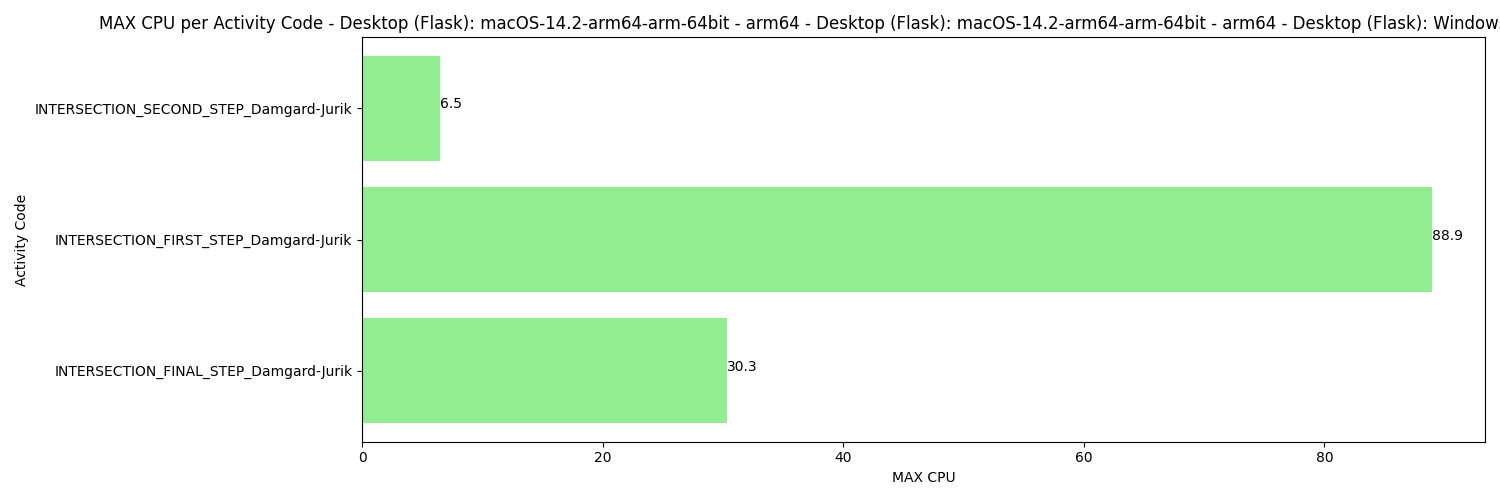 MAX CPU per Activity Code - Desktop (Flask): macOS-14.2-arm64-arm-64bit - arm64 - Desktop (Flask): macOS-14.2-arm64-arm-64bit - arm64 - Desktop (Flask): Windows
INTERSECTION_SECOND_STEP_Damgard-Jurik
6.5
Activity Code
INTERSECTION_FIRST_STEP_Damgard-Jurik
88.9
INTERSECTION_FINAL_STEP_Damgard-Jurik
30.3
0 20 40 60 80
MAX CPU